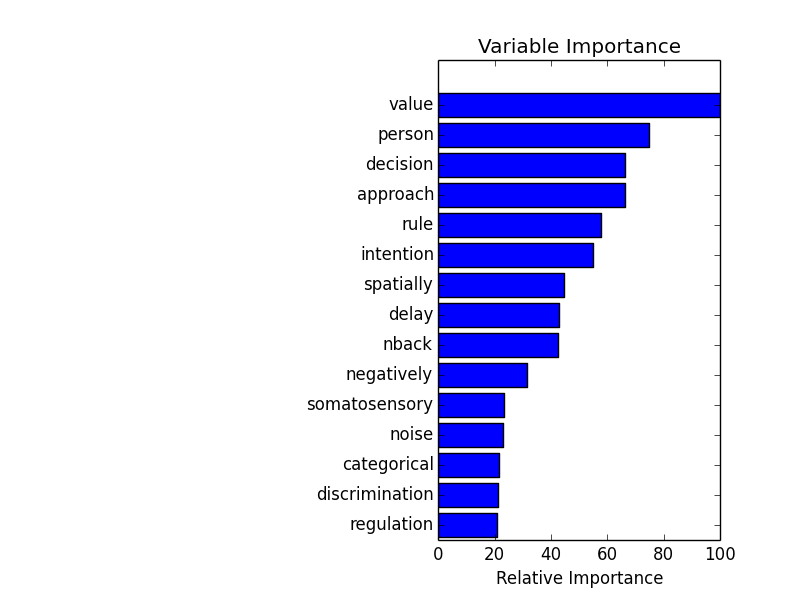 Variable Importance
value
person
decision
approach
rule
intention
spatially
delay
nback
negatively
somatosensory
noise
categorical
discrimination
regulation
0 20 40 60 80 100
Relative Importance